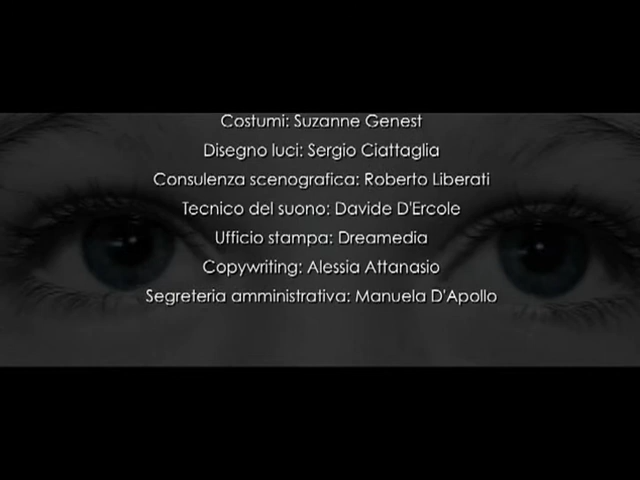 Costumi: Suzanne Genest
Disegno luci: Sergio Ciattaglia
Consulenza scenografica: Roberto Liberati
Tecnico del suono: Davide D'Ercole
Ufficio stampa: Dreamedia
Copywriting: Alessia Attanasio
Segreteria amministrativa: Manuela D'Apollo